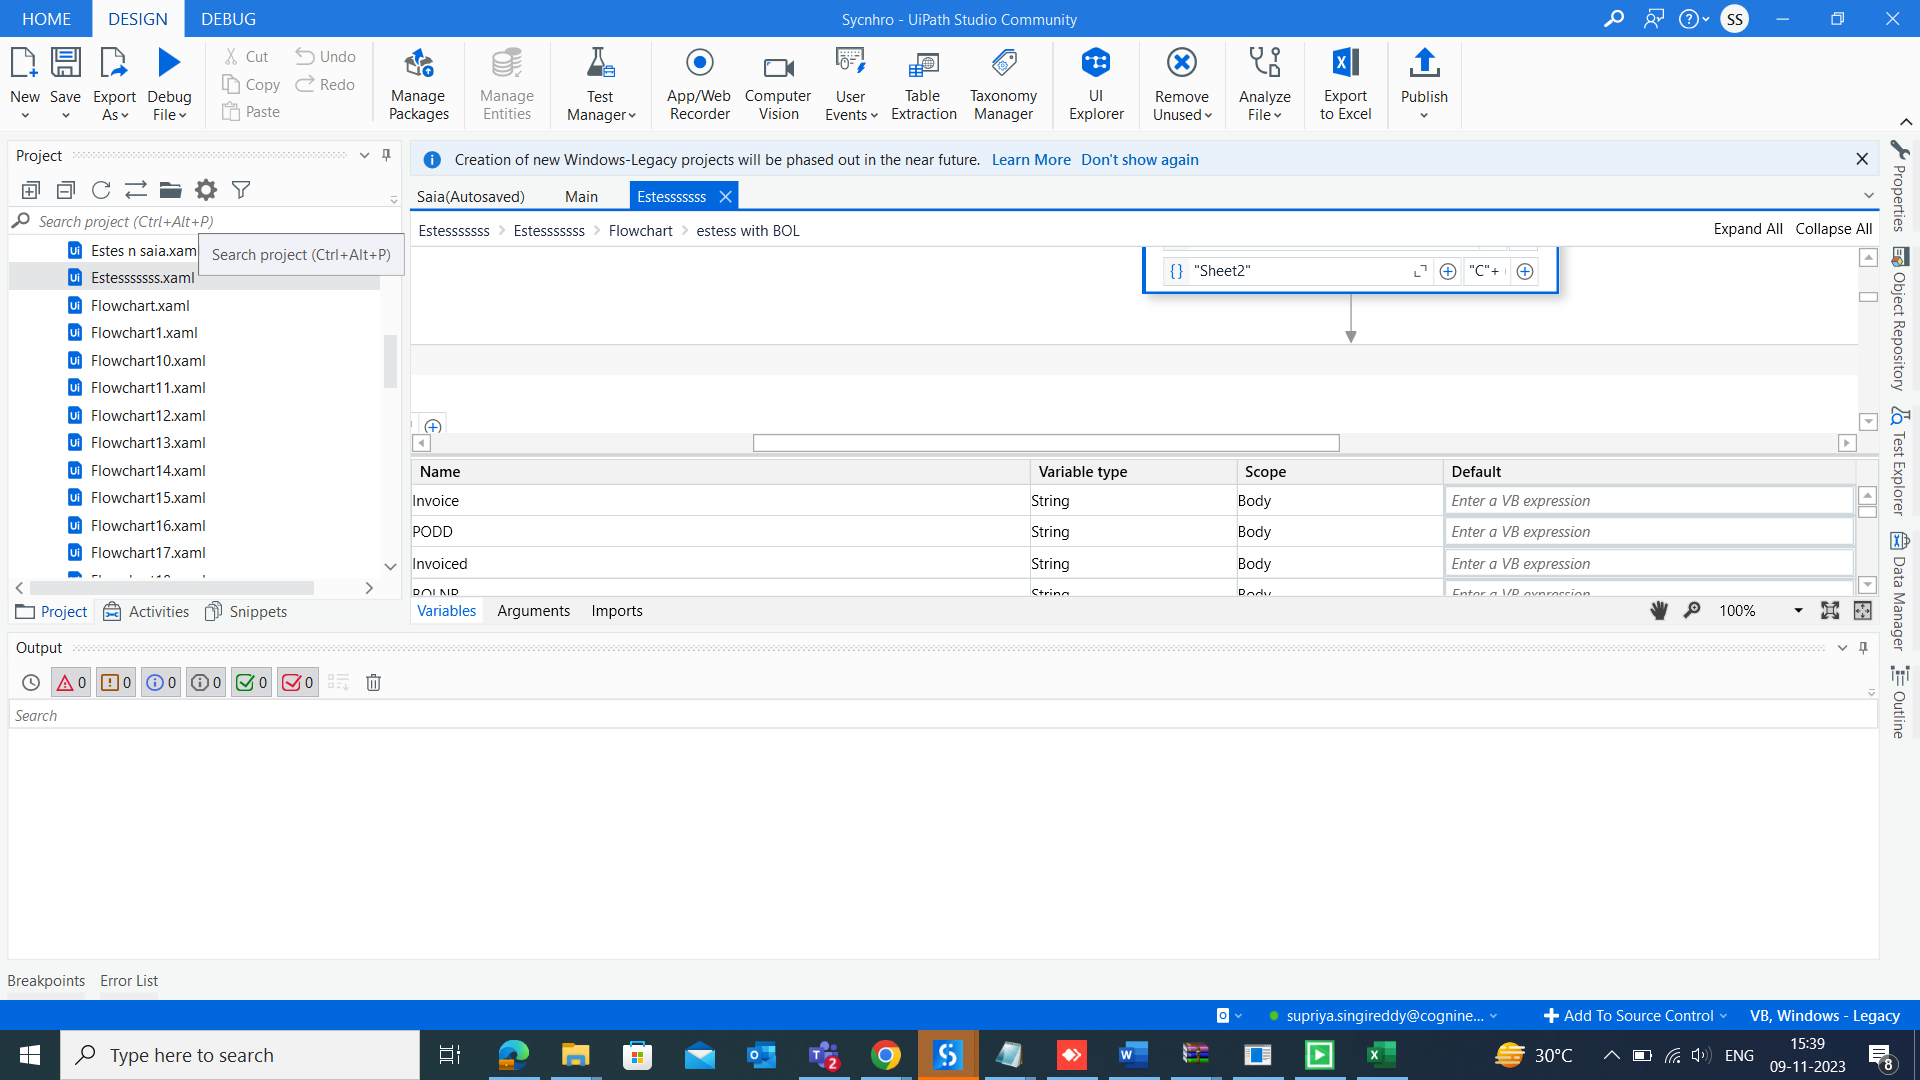 HOME DESIGN DEBUG
Sycnhro - UiPath Studio Community
SS
New
Save
Export As
Debug File
Cut
Copy
Paste
Undo
Redo
Manage Packages
Manage Entities
Test Manager
App/Web Recorder
Computer Vision
User Events
Table Extraction
Taxonomy Manager
UI Explorer
Remove Unused
Analyze File
Export to Excel
Publish
Project
Search project (Ctrl+Alt+P)
Estes n saia.xam
Search project (Ctrl+Alt+P)
Estesssssss.xaml
Flowchart.xaml
Flowchart1.xaml
Flowchart10.xaml
Flowchart11.xaml
Flowchart12.xaml
Flowchart13.xaml
Flowchart14.xaml
Flowchart15.xaml
Flowchart16.xaml
Flowchart17.xaml
Project Activities Snippets
Creation of new Windows-Legacy projects will be phased out in the near future. Learn More Don't show again
Saia(Autosaved) Main Estesssssss
Estesssssss Estesssssss Flowchart estess with BOL
Expand All Collapse All
"Sheet2" "C"+
Name Variable type Scope Default
Invoice String Body Enter a VB expression
PODD String Body Enter a VB expression
Invoiced String Body Enter a VB expression
BOLNR String Body Enter a VB expression
Variables Arguments Imports
100%
Properties
Object Repository
Test Explorer
Data Manager
Outline
Output
0 0 0 0 0 0
Search
Breakpoints Error List
supriya.singireddy@cognine...
Add To Source Control
VB, Windows - Legacy
Type here to search
2
30°C
ENG
15:39
09-11-2023
8